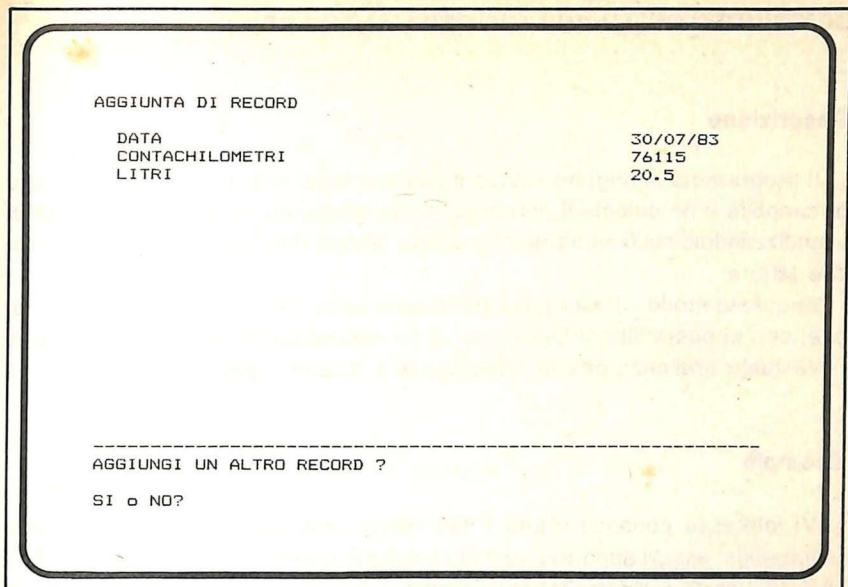 AGGIUNTA DI RECORD
DATA 30/07/83
CONTACHILOMETRI 76115
LITRI 20.5
AGGIUNGI UN ALTRO RECORD ?
SI o NO?